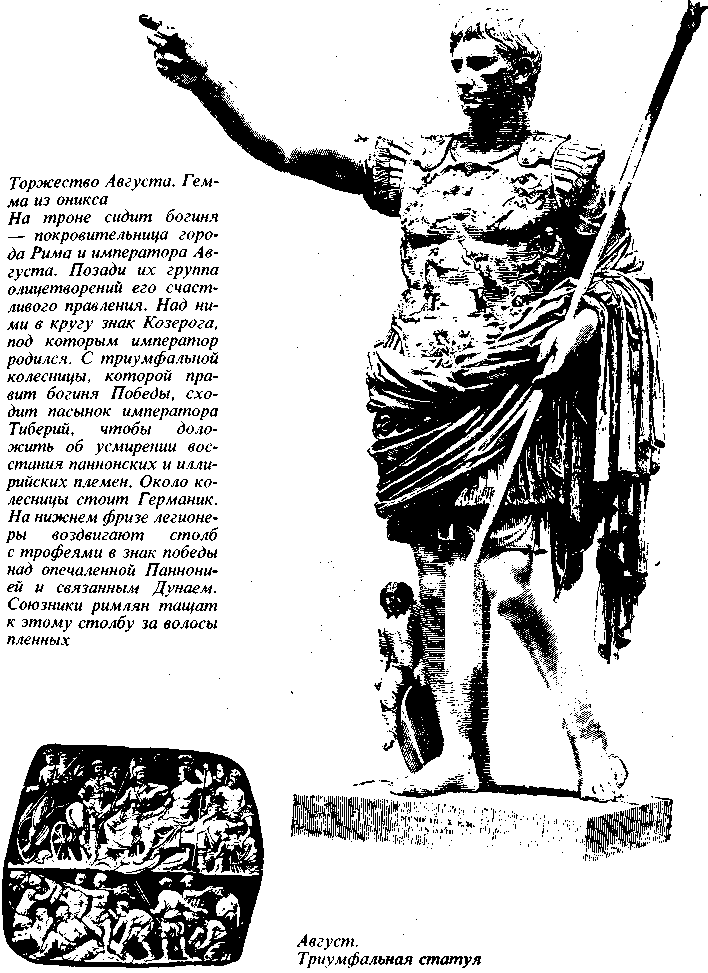 Торжество Августа. Гем-
ма из оникса
На троне сидит богиня
— покровительница горо-
да Рима и императора Ав-
густа. Позади их группа
олицетворений его счаст-
ливого правления. Над ни-
ми в кругу знак Козерога,
под которым император
родился. С триумфальной
колесницы, которой пра-
вит богиня Победы, схо-
дит пасынок императора
Тиберий, чтобы доло-
жить об усмирении вос-
стания паннонских и илли-
рийских племен. Около ко-
лесницы стоит Германик.
На нижнем фризе легионе-
ры воздвигают столб
с трофеями в знак победы
над опечаленной Паннони-
ей и связанным Дунаем.
Союзники римлян тащат
к этому столбу за волосы
пленных
Август.
Триумфальная статуя